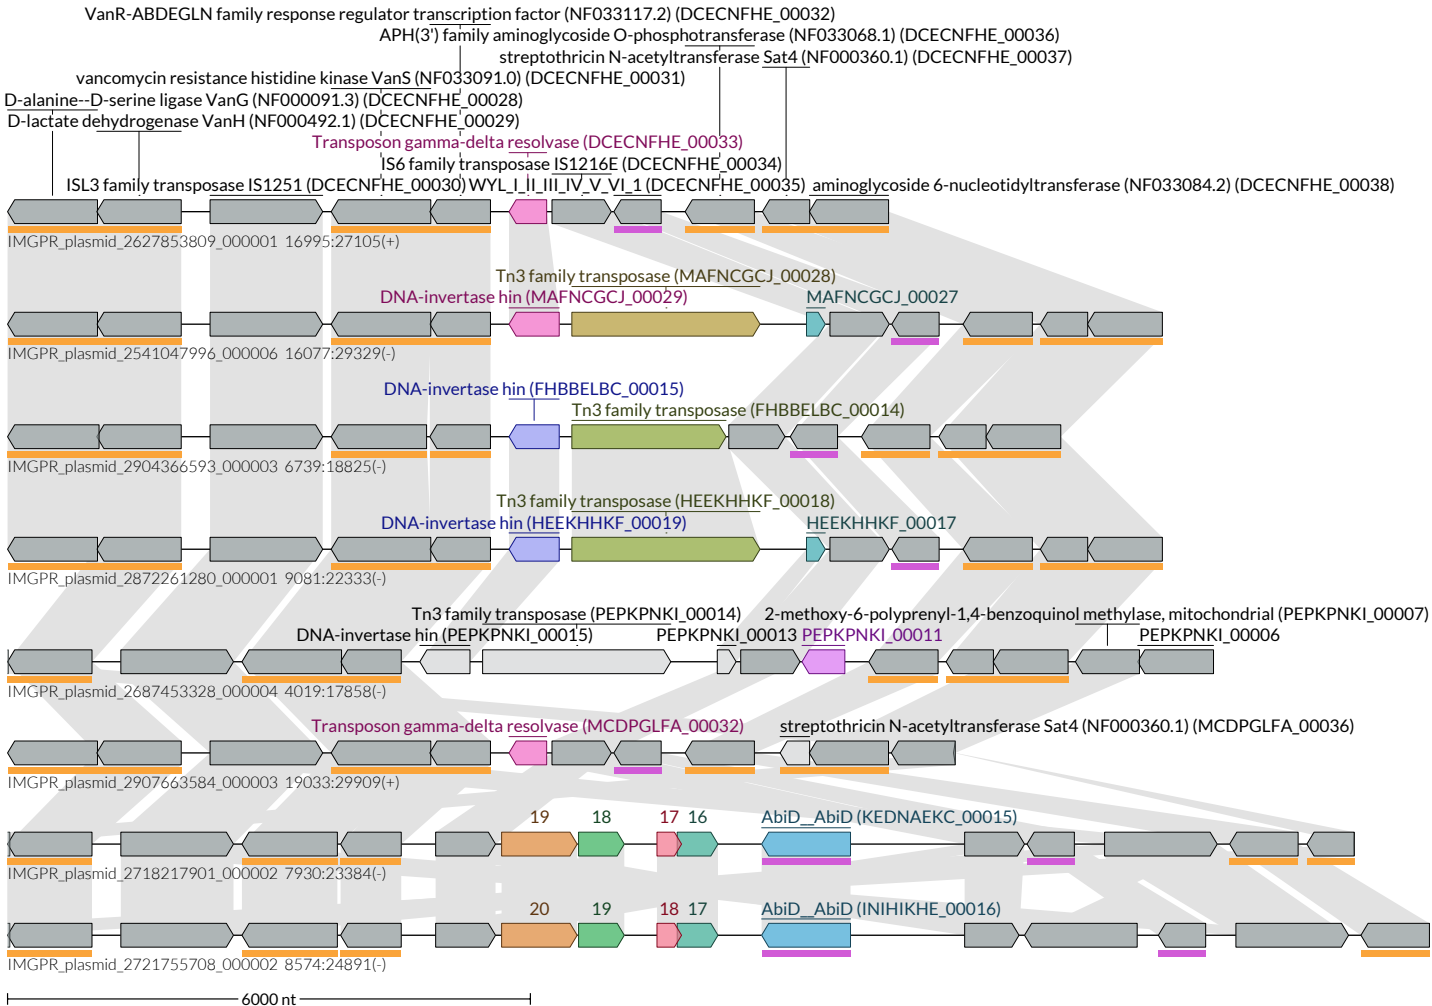 VanR-ABDEGLN family response regulator transcription factor (NF033117.2) (DCECNFHE_00032)
APH(3') family aminoglycoside O-phosphotransferase (NF033068.1) (DCECNFHE_00036)
streptothricin N-acetyltransferase Sat4 (NF000360.1) (DCECNFHE_00037)
vancomycin resistance histidine kinase VanS (NF033091.0) (DCECNFHE_00031)
D-alanine--D-serine ligase VanG (NF000091.3) (DCECNFHE_00028)
D-lactate dehydrogenase VanH (NF000492.1) (DCECNFHE_00029)
Transposon gamma-delta resolvase (DCECNFHE_00033)
IS6 family transposase IS1216E (DCECNFHE_00034)
ISL3 family transposase IS1251 (DCECNFHE_00030) WYL_I_II_III_IV_V_VI_1 (DCECNFHE_00035) aminoglycoside 6-nucleotidyltransferase (NF033084.2) (DCECNFHE_00038)
IMGPR_plasmid_2627853809_000001 16995:27105(+)
Tn3 family transposase (MAFNCGCJ_00028)
DNA-invertase hin (MAFNCGCJ_00029) MAFNCGCJ_00027
IMGPR_plasmid_2541047996_000006 16077:29329(-)
DNA-invertase hin (FHBBELBC_00015)
Tn3 family transposase (FHBBELBC_00014)
IMGPR_plasmid_2904366593_000003 6739:18825(-)
Tn3 family transposase (HEEKHHKF_00018)
DNA-invertase hin (HEEKHHKF_00019) HEEKHHKF_00017
IMGPR_plasmid_2872261280_000001 9081:22333(-)
Tn3 family transposase (PEPKPNKI_00014) 2-methoxy-6-polyprenyl-1,4-benzoquinol methylase, mitochondrial (PEPKPNKI_00007)
DNA-invertase hin (PEPKPNKI_00015) PEPKPNKI_00013 PEPKPNKI_00011 PEPKPNKI_00006
IMGPR_plasmid_2687453328_000004 4019:17858(-)
Transposon gamma-delta resolvase (MCDPGLFA_00032) streptothricin N-acetyltransferase Sat4 (NF000360.1) (MCDPGLFA_00036)
IMGPR_plasmid_2907663584_000003 19033:29909(+)
19 18 17 16 AbiD__AbiD (KEDNAEKC_00015)
IMGPR_plasmid_2718217901_000002 7930:23384(-)
20 19 18 17 AbiD__AbiD (INIHIKHE_00016)
IMGPR_plasmid_2721755708_000002 8574:24891(-)
6000 nt